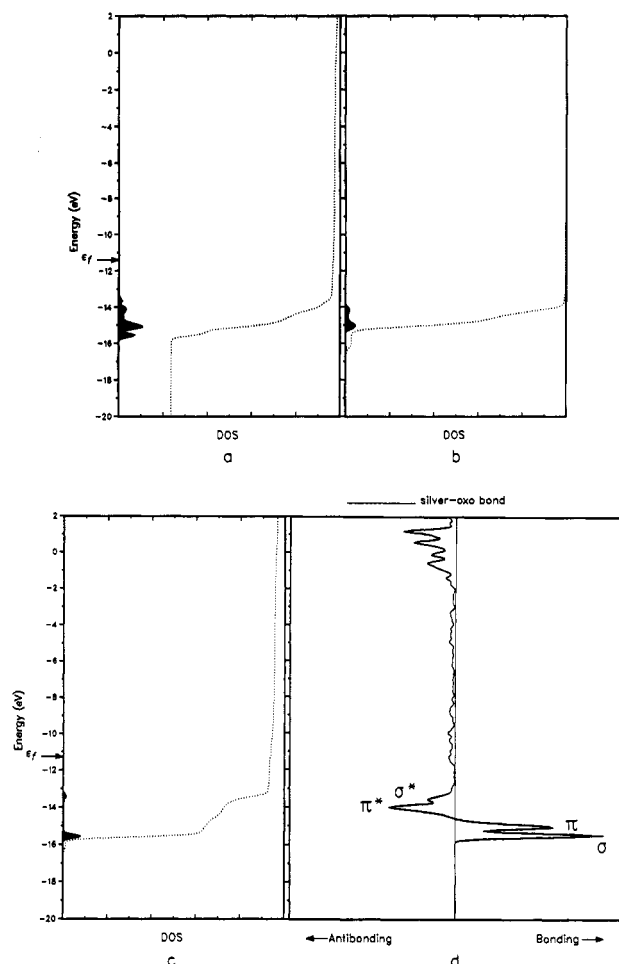 2
0
-2
-4
-6
-8
-10
-12
-14
-16
-18
-20
Energy (eV)
εf
DOS
a
DOS
b
silver-oxo bond
2
0
-2
-4
-6
-8
-10
-12
-14
-16
-18
-20
Energy (eV)
εf
σ*
π*
π
σ
DOS
c
Antibonding
d
Bonding